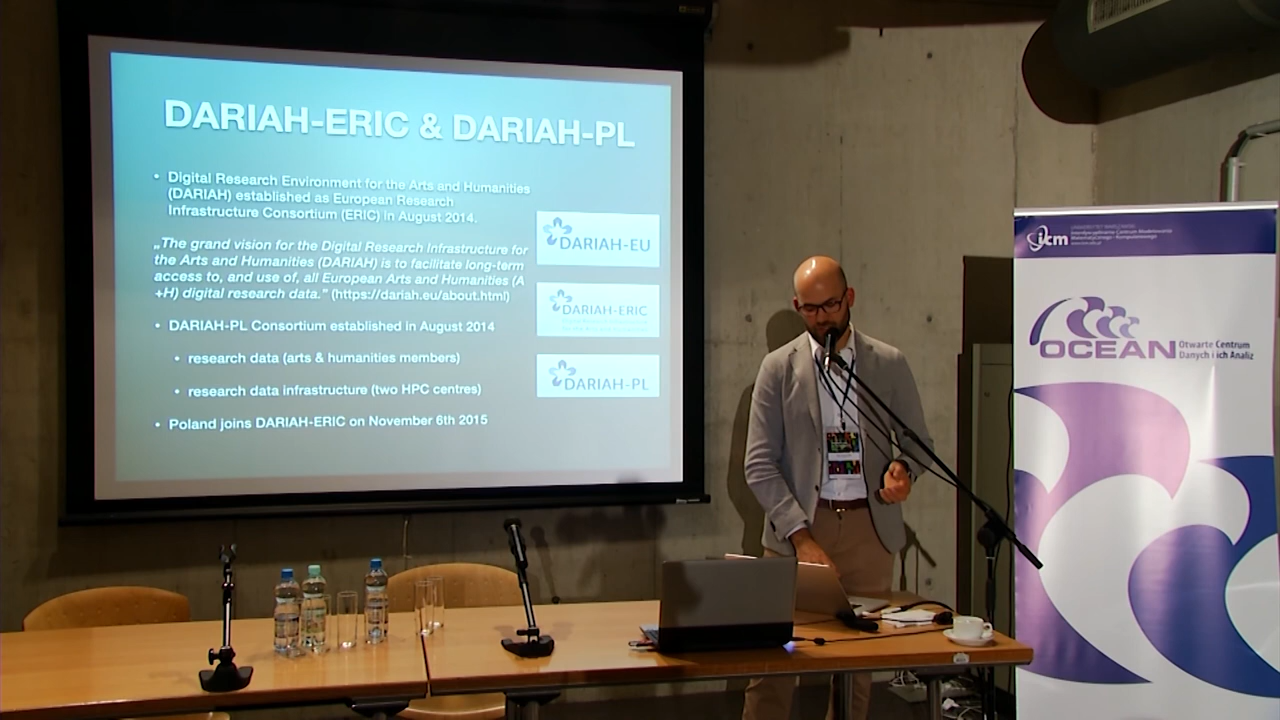 DARIAH-ERIC & DARIAH-PL
• Digital Research Environment for the Arts and Humanities
(DARIAH) established as European Research
Infrastructure Consortium (ERIC) in August 2014.
„The grand vision for the Digital Research Infrastructure for
the Arts and Humanities (DARIAH) is to facilitate long-term
access to, and use of, all European Arts and Humanities (A
+H) digital research data.” (https://dariah.eu/about.html)
• DARIAH-PL Consortium established in August 2014
• research data (arts & humanities members)
• research data infrastructure (two HPC centres)
• Poland joins DARIAH-ERIC on November 6th 2015
DARIAH-EU
DARIAH-ERIC
DARIAH-PL
icm
OCEAN
Otwarte Centrum
Danych i ich Analiz